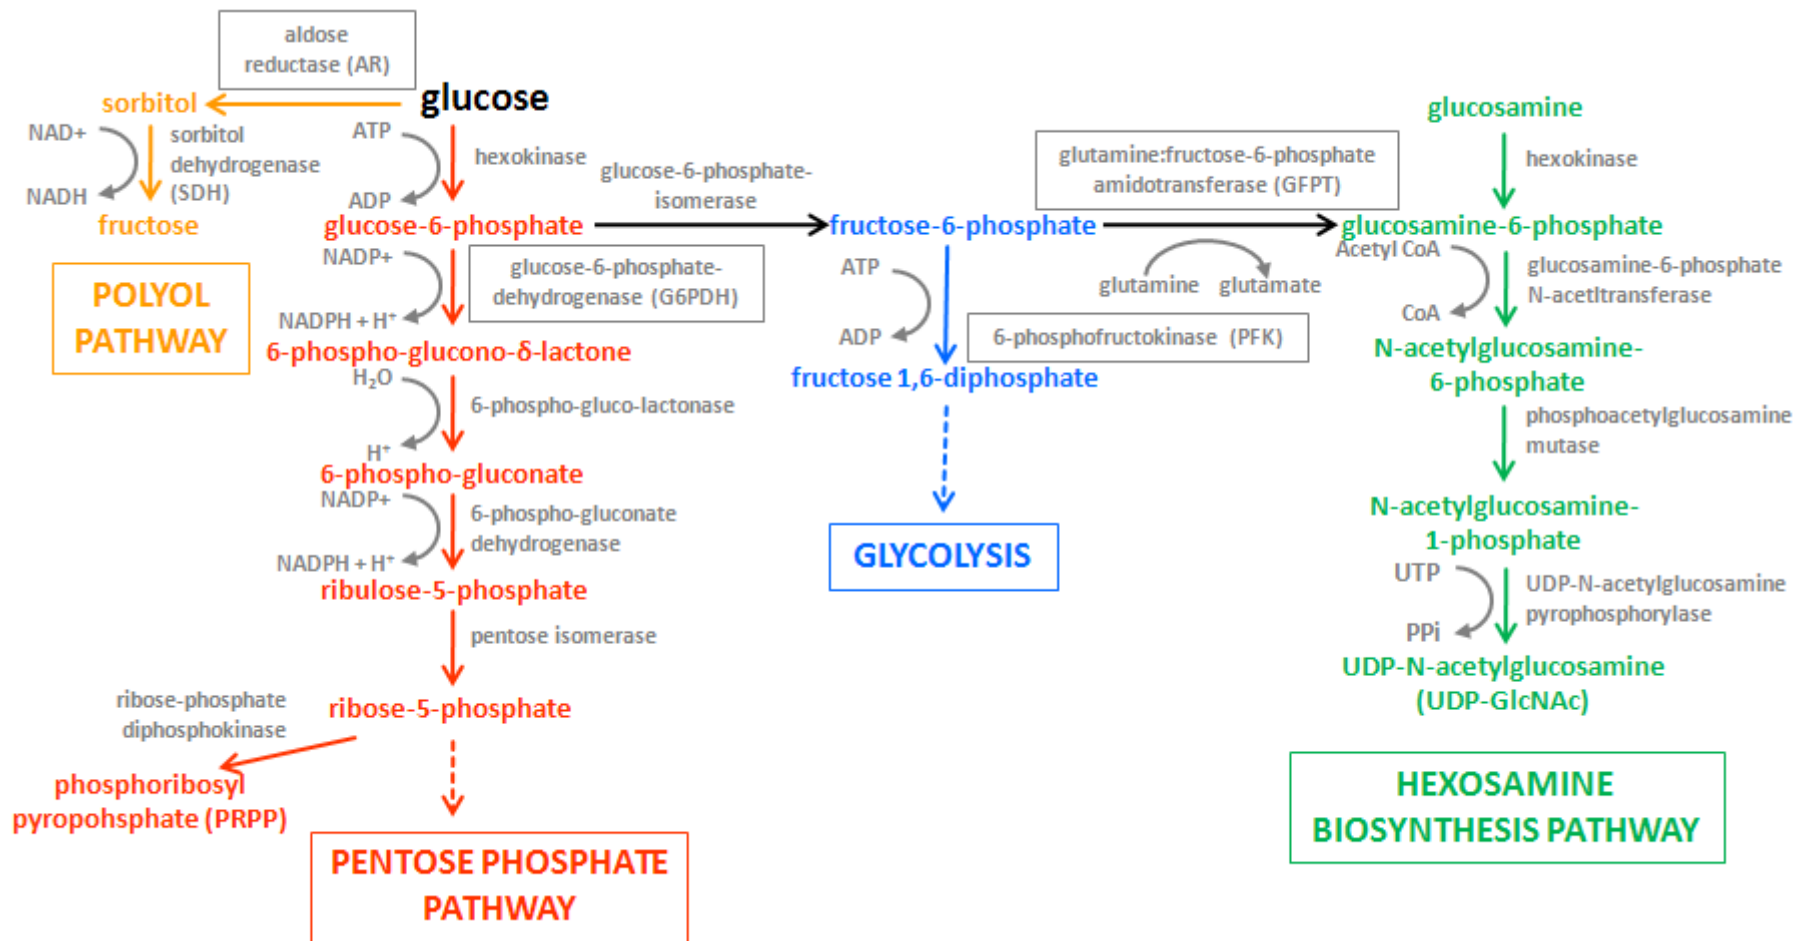 aldose
reductase (AR)
sorbitol
glucose
NAD+
NADH
sorbitol
dehydrogenase
(SDH)
fructose
POLYOL
PATHWAY
ATP
ADP
hexokinase
glucose-6-phosphate
glucose-6-phosphate-
isomerase
NADP+
NADPH + H⁺
glucose-6-phosphate-
dehydrogenase (G6PDH)
6-phospho-glucono-δ-lactone
H₂O
H⁺
6-phospho-gluco-lactonase
6-phospho-gluconate
NADP+
NADPH + H⁺
6-phospho-gluconate
dehydrogenase
ribulose-5-phosphate
pentose isomerase
ribose-5-phosphate
ribose-phosphate
diphosphokinase
phosphoribosyl
pyropohsphate (PRPP)
PENTOSE PHOSPHATE
PATHWAY
fructose-6-phosphate
ATP
ADP
6-phosphofructokinase (PFK)
fructose 1,6-diphosphate
GLYCOLYSIS
glutamine:fructose-6-phosphate
amidotransferase (GFPT)
glutamine glutamate
glucosamine
hexokinase
glucosamine-6-phosphate
Acetyl CoA
CoA
glucosamine-6-phosphate
N-acetltransferase
N-acetylglucosamine-
6-phosphate
phosphoacetylglucosamine
mutase
N-acetylglucosamine-
1-phosphate
UTP
PPi
UDP-N-acetylglucosamine
pyrophosphorylase
UDP-N-acetylglucosamine
(UDP-GlcNAc)
HEXOSAMINE
BIOSYNTHESIS PATHWAY